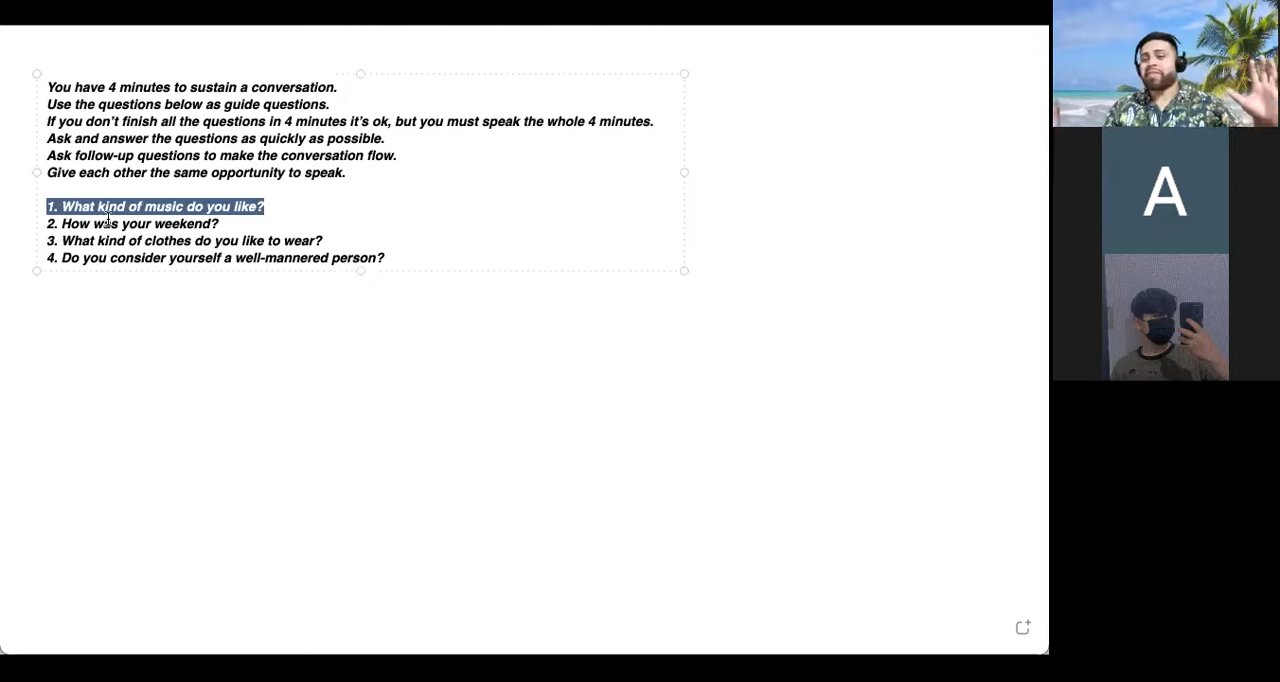 You have 4 minutes to sustain a conversation.
Use the questions below as guide questions.
If you don't finish all the questions in 4 minutes it's ok, but you must speak the whole 4 minutes.
Ask and answer the questions as quickly as possible.
Ask follow-up questions to make the conversation flow.
Give each other the same opportunity to speak.
1. What kind of music do you like?
2. How was your weekend?
3. What kind of clothes do you like to wear?
4. Do you consider yourself a well-mannered person?
A